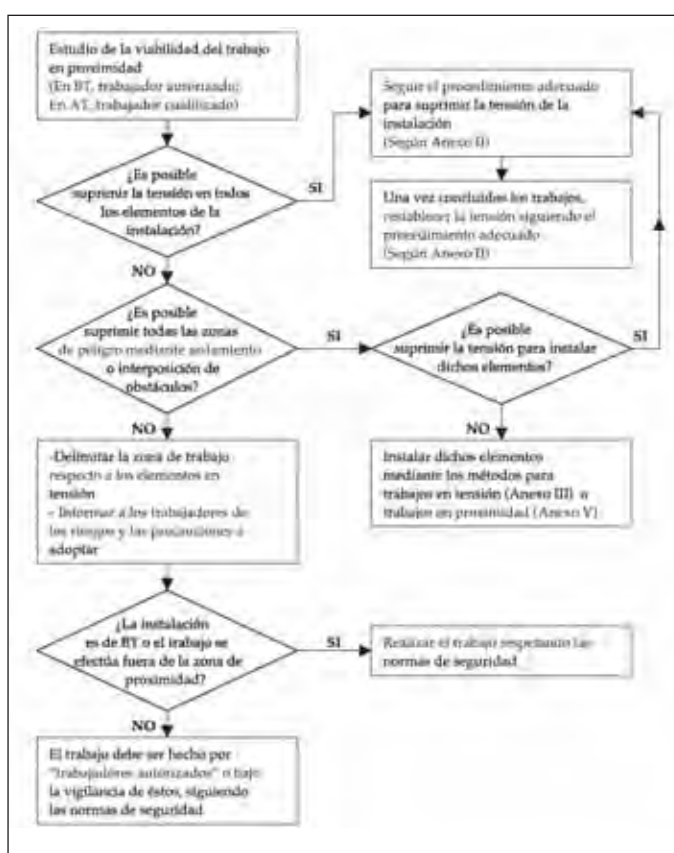 Estudio de la viabilidad del trabajo
en proximidad
(En BT, trabajador autorizado;
En AT, trabajador cualificado)
¿Es posible
suprimir la tensión en todos
los elementos de la
instalación?
SI
Seguir el procedimiento adecuado
para suprimir la tensión de la
instalación
(Según Anexo II)
Una vez concluidos los trabajos,
restablecer la tensión siguiendo el
procedimiento adecuado
(Según Anexo II)
NO
¿Es posible
suprimir todas las zonas
de peligro mediante aislamiento
o interposición de
obstáculos?
SI
¿Es posible
suprimir la tensión para instalar
dichos elementos?
SI
NO
NO
-Delimitar la zona de trabajo
respecto a los elementos en
tensión
- Informar a los trabajadores de
los riesgos y las precauciones a
adoptar
Instalar dichos elementos
mediante los métodos para
trabajos en tensión (Anexo III) o
trabajos en proximidad (Anexo V)
¿La instalación
es de BT o el trabajo se
efectúa fuera de la zona de
proximidad?
SI
Realizar el trabajo respetando las
normas de seguridad
NO
El trabajo debe ser hecho por
"trabajadores autorizados" o bajo
la vigilancia de éstos, siguiendo
las normas de seguridad